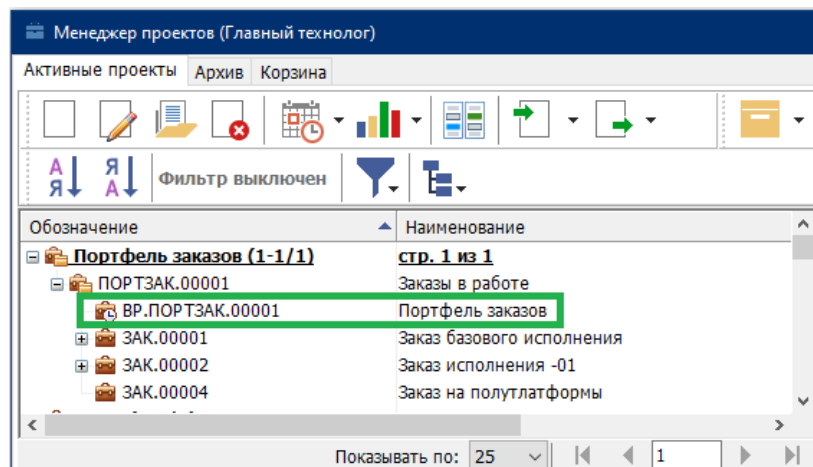 Менеджер проектов (Главный технолог)
Активные проекты Архив Корзина
А Я Я А Фильтр выключен
Обозначение Наименование
Портфель заказов (1-1/1) стр. 1 из 1
ПОРТЗАК.00001 Заказы в работе
ВР.ПОРТЗАК.00001 Портфель заказов
ЗАК.00001 Заказ базового исполнения
ЗАК.00002 Заказ исполнения -01
ЗАК.00004 Заказ на полутлатформы
Показывать по: 25 1